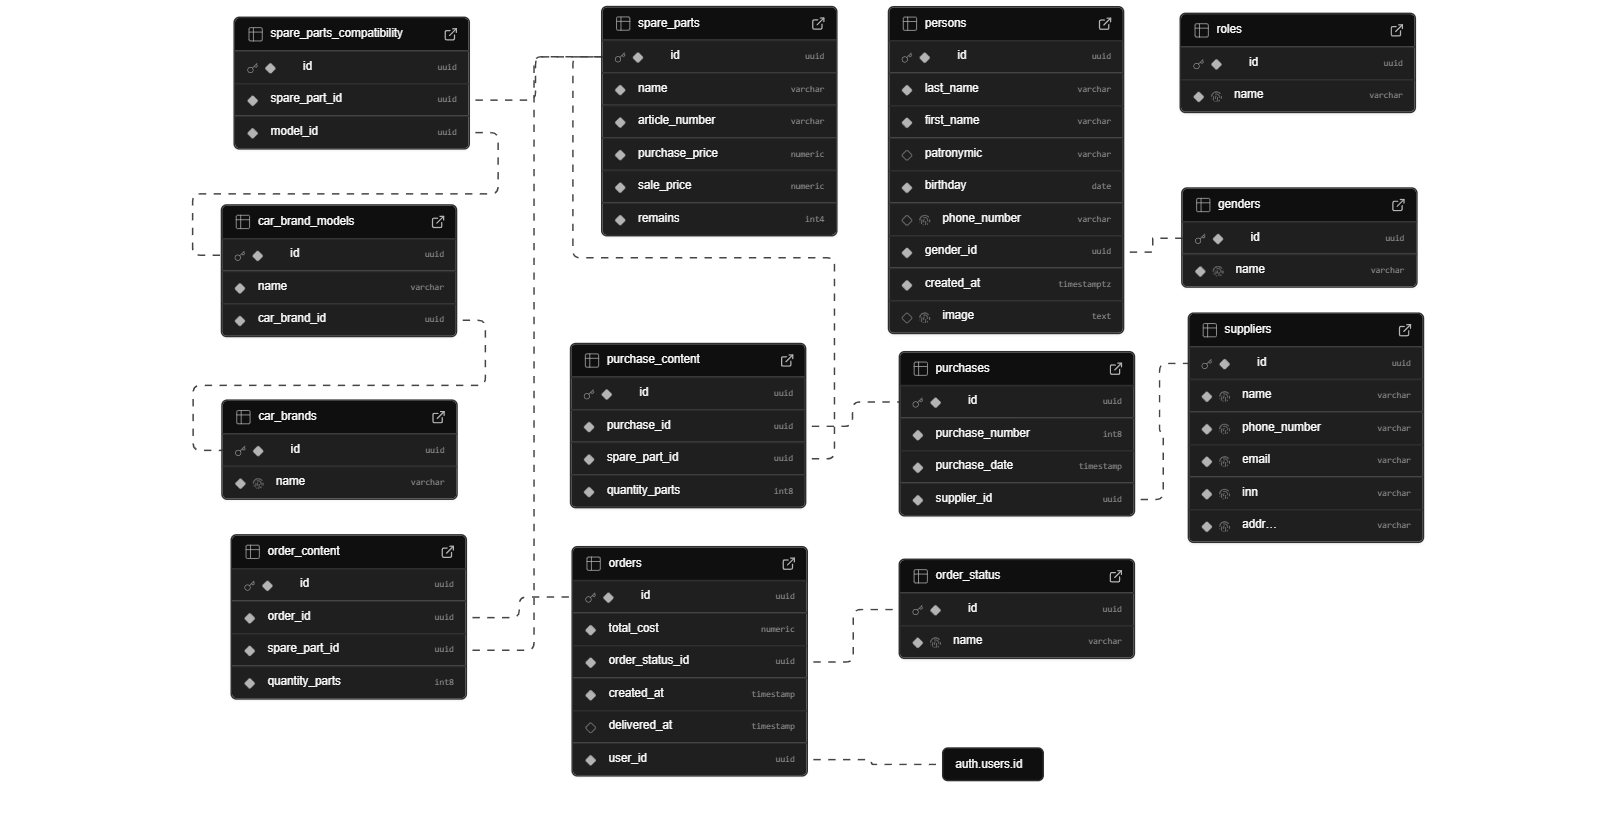 spare_parts_compatibility
id uuid
spare_part_id uuid
model_id uuid
spare_parts
id uuid
name varchar
article_number varchar
purchase_price numeric
sale_price numeric
remains int4
persons
id uuid
last_name varchar
first_name varchar
patronymic varchar
birthday date
phone_number varchar
gender_id uuid
created_at timestamptz
image text
roles
id uuid
name varchar
car_brand_models
id uuid
name varchar
car_brand_id uuid
genders
id uuid
name varchar
car_brands
id uuid
name varchar
purchase_content
id uuid
purchase_id uuid
spare_part_id uuid
quantity_parts int8
purchases
id uuid
purchase_number int8
purchase_date timestamp
supplier_id uuid
suppliers
id uuid
name varchar
phone_number varchar
email varchar
inn varchar
addr... varchar
order_content
id uuid
order_id uuid
spare_part_id uuid
quantity_parts int8
orders
id uuid
total_cost numeric
order_status_id uuid
created_at timestamp
delivered_at timestamp
user_id uuid
order_status
id uuid
name varchar
auth.users.id